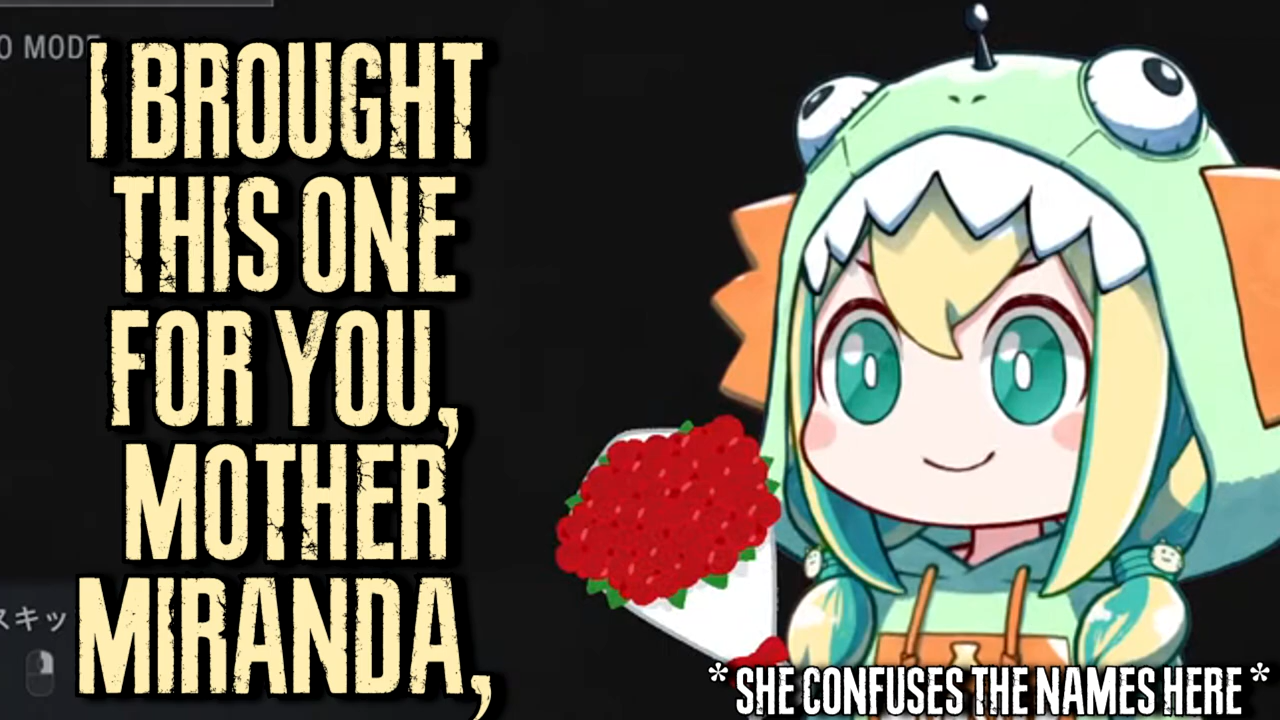 O MODE
I BROUGHT
THIS ONE
FOR YOU,
MOTHER
MIRANDA,
スキッ
* SHE CONFUSES THE NAMES HERE *